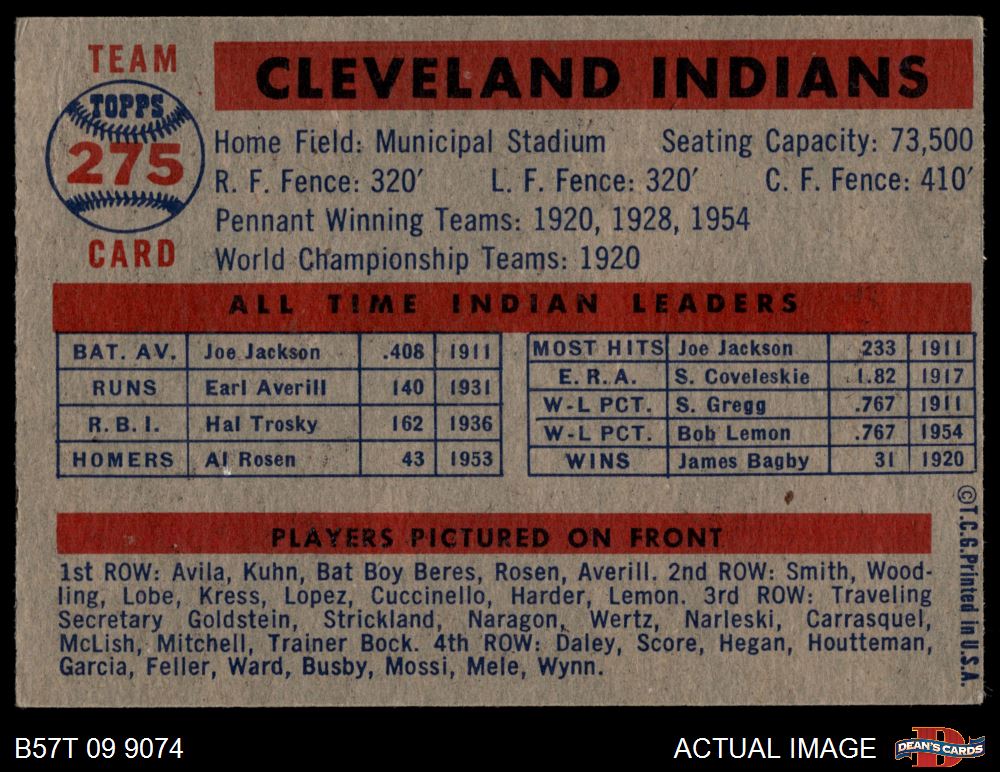 TEAM
TOPPS
275
CARD
CLEVELAND INDIANS
Home Field: Municipal Stadium Seating Capacity: 73,500
R. F. Fence: 320′ L. F. Fence: 320′ C. F. Fence: 410′
Pennant Winning Teams: 1920, 1928, 1954
World Championship Teams: 1920
ALL TIME INDIAN LEADERS
BAT. AV. Joe Jackson .408 1911
RUNS Earl Averill 140 1931
R. B. I. Hal Trosky 162 1936
HOMERS Al Rosen 43 1953
MOST HITS Joe Jackson 233 1911
E. R. A. S. Coveleskie 1.82 1917
W-L PCT. S. Gregg .767 1911
W-L PCT. Bob Lemon .767 1954
WINS James Bagby 31 1920
PLAYERS PICTURED ON FRONT
1st ROW: Avila, Kuhn, Bat Boy Beres, Rosen, Averill. 2nd ROW: Smith, Wood-
ling, Lobe, Kress, Lopez, Cuccinello, Harder, Lemon. 3rd ROW: Traveling
Secretary Goldstein, Strickland, Naragon, Wertz, Narleski, Carrasquel,
McLish, Mitchell, Trainer Bock. 4th ROW: Daley, Score, Hegan, Houtteman,
Garcia, Feller, Ward, Busby, Mossi, Mele, Wynn.
©T.C.G. Printed in U.S.A.
B57T 09 9074
ACTUAL IMAGE
D
DEAN'S CARDS